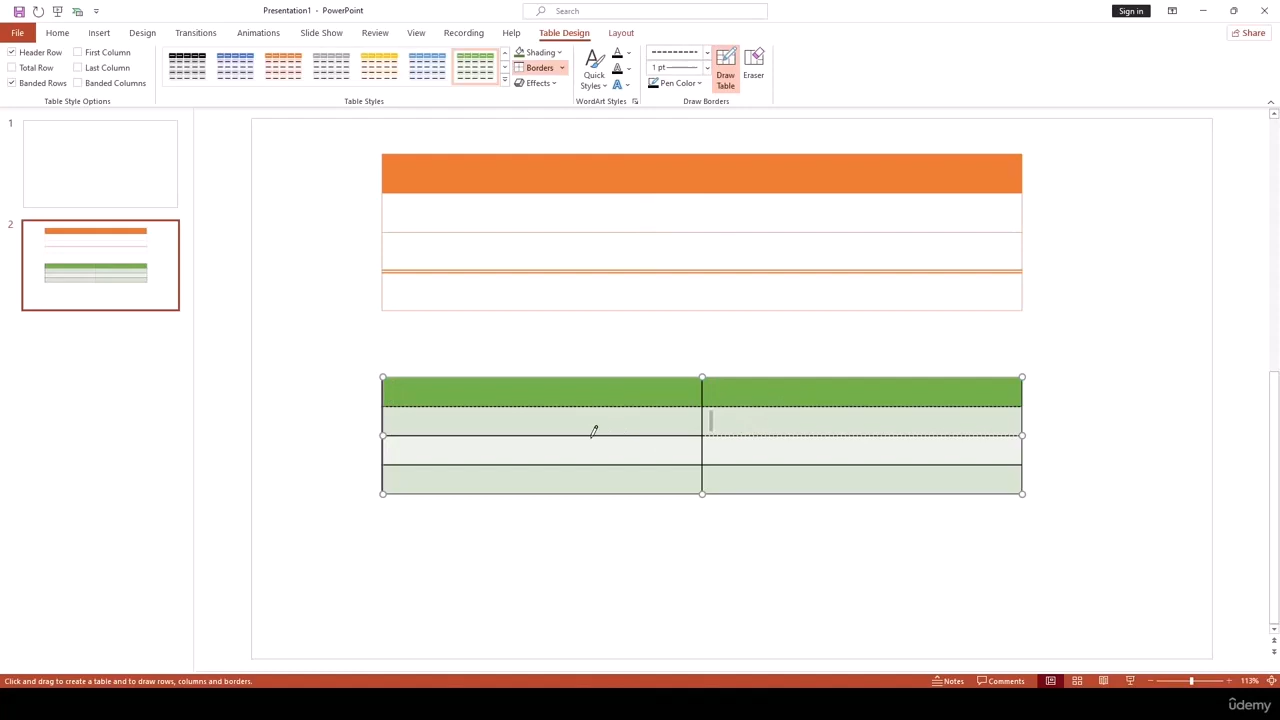 Presentation1 - PowerPoint
Search
Sign in
File Home Insert Draw Design Transitions Animations Slide Show Review View Recording Help Table Design Layout
Share
Header Row First Column
Total Row Last Column
Banded Rows Banded Columns
Table Style Options
Table Styles
Shading
Borders
Effects
Quick
Styles
A
A
A
A
WordArt Styles
1 pt
Pen Color
Draw
Table
Eraser
Draw Borders
1
2
Click and drag to create a table and to draw rows, columns and borders.
Notes
Comments
113%
ûdemy